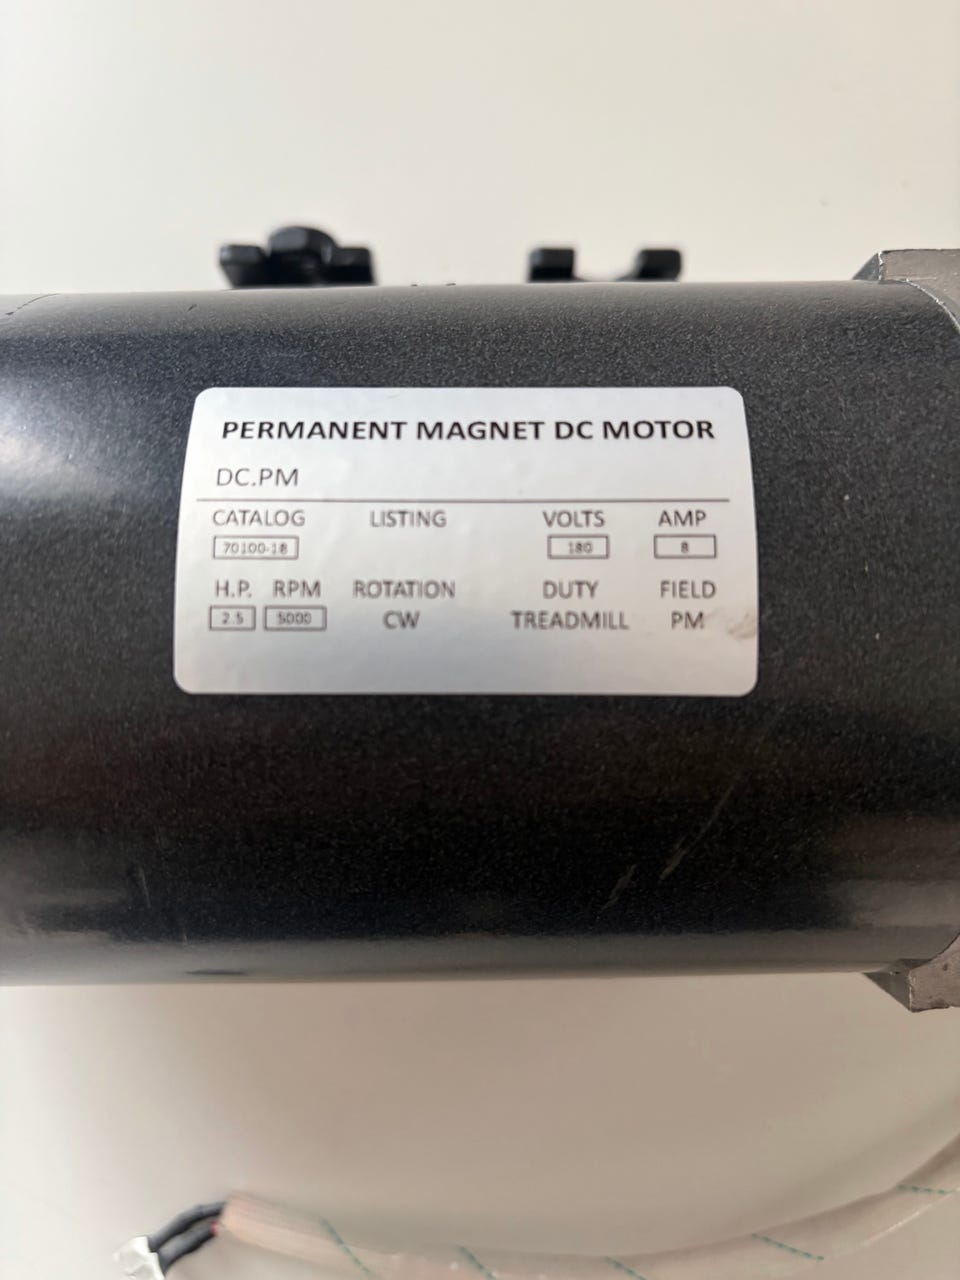 PERMANENT MAGNET DC MOTOR
DC.PM
CATALOG LISTING VOLTS AMP
70100-18 180 8
H.P. RPM ROTATION DUTY FIELD
2.5 5000 CW TREADMILL PM